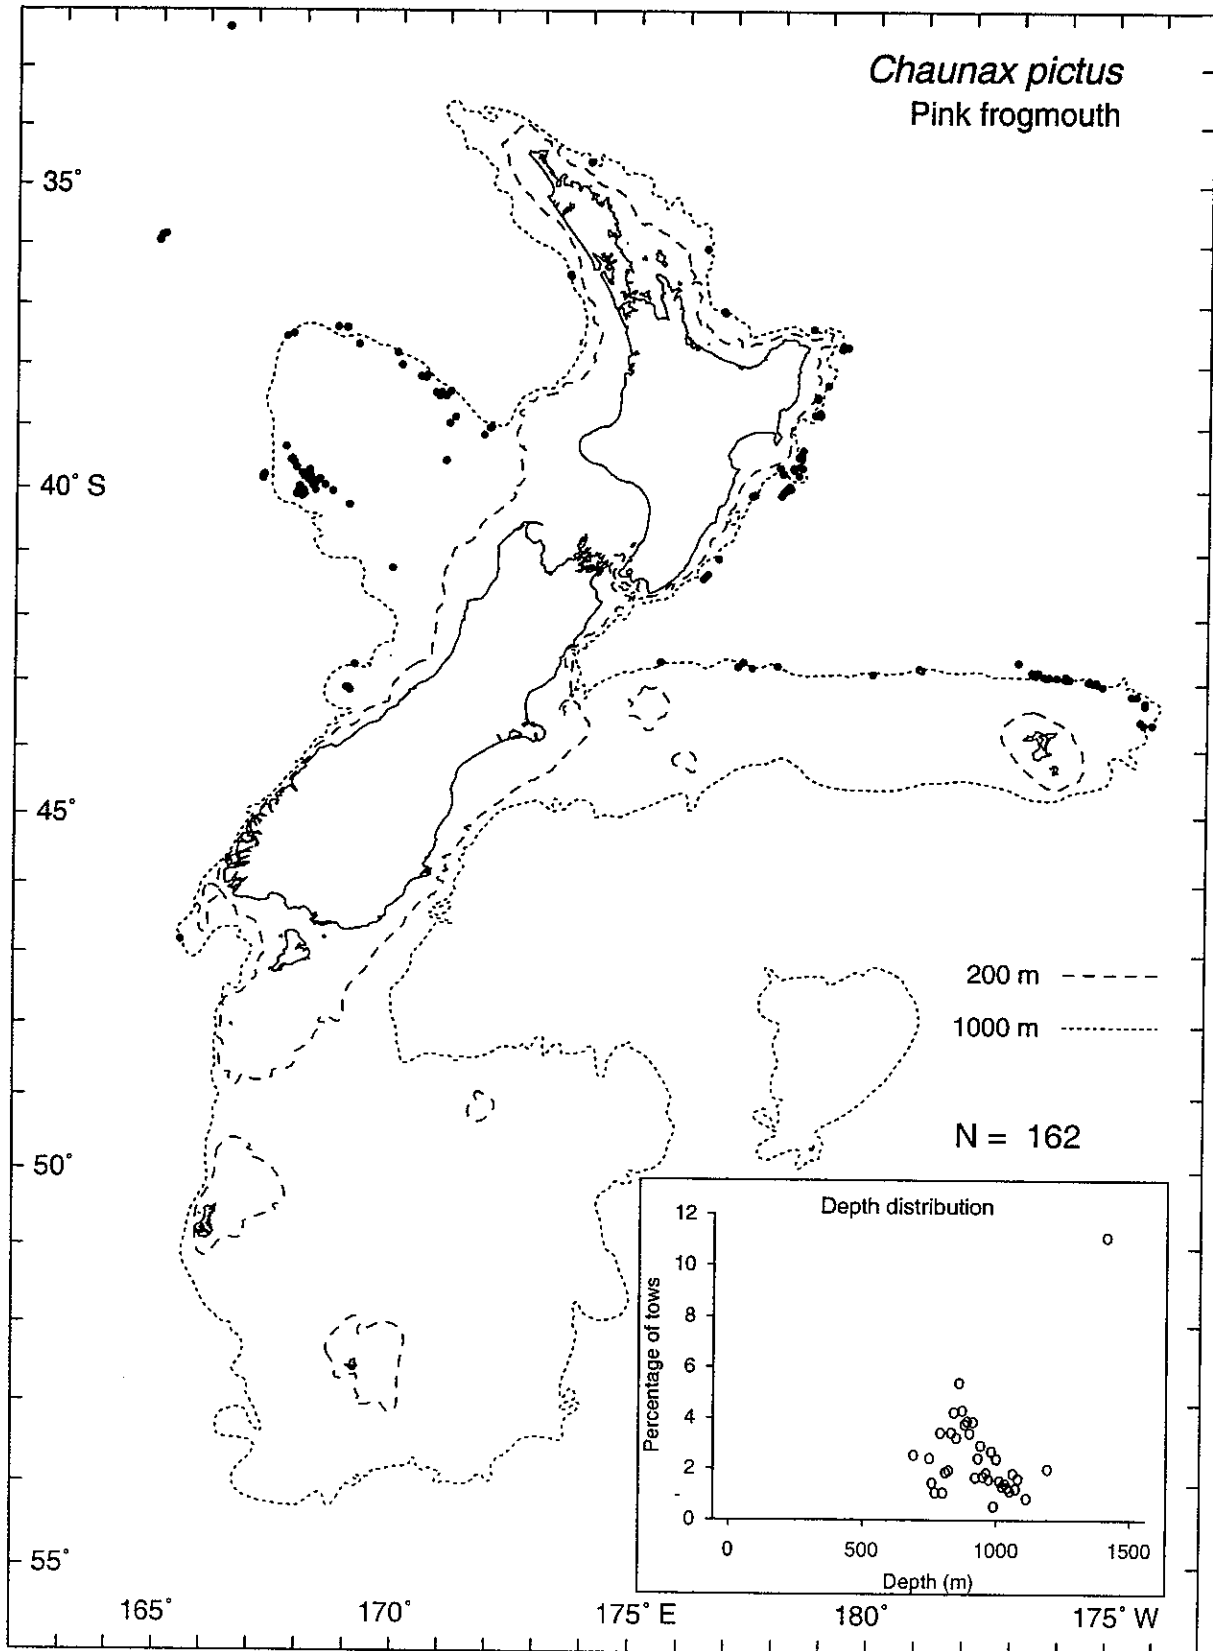 Chaunax pictus
Pink frogmouth
35°
40° S
45°
50°
55°
200 m
1000 m
N = 162
Depth distribution
Percentage of tows
12
10
8
6
4
2
0
0 500 1000 1500
Depth (m)
165° 170° 175° E 180° 175° W